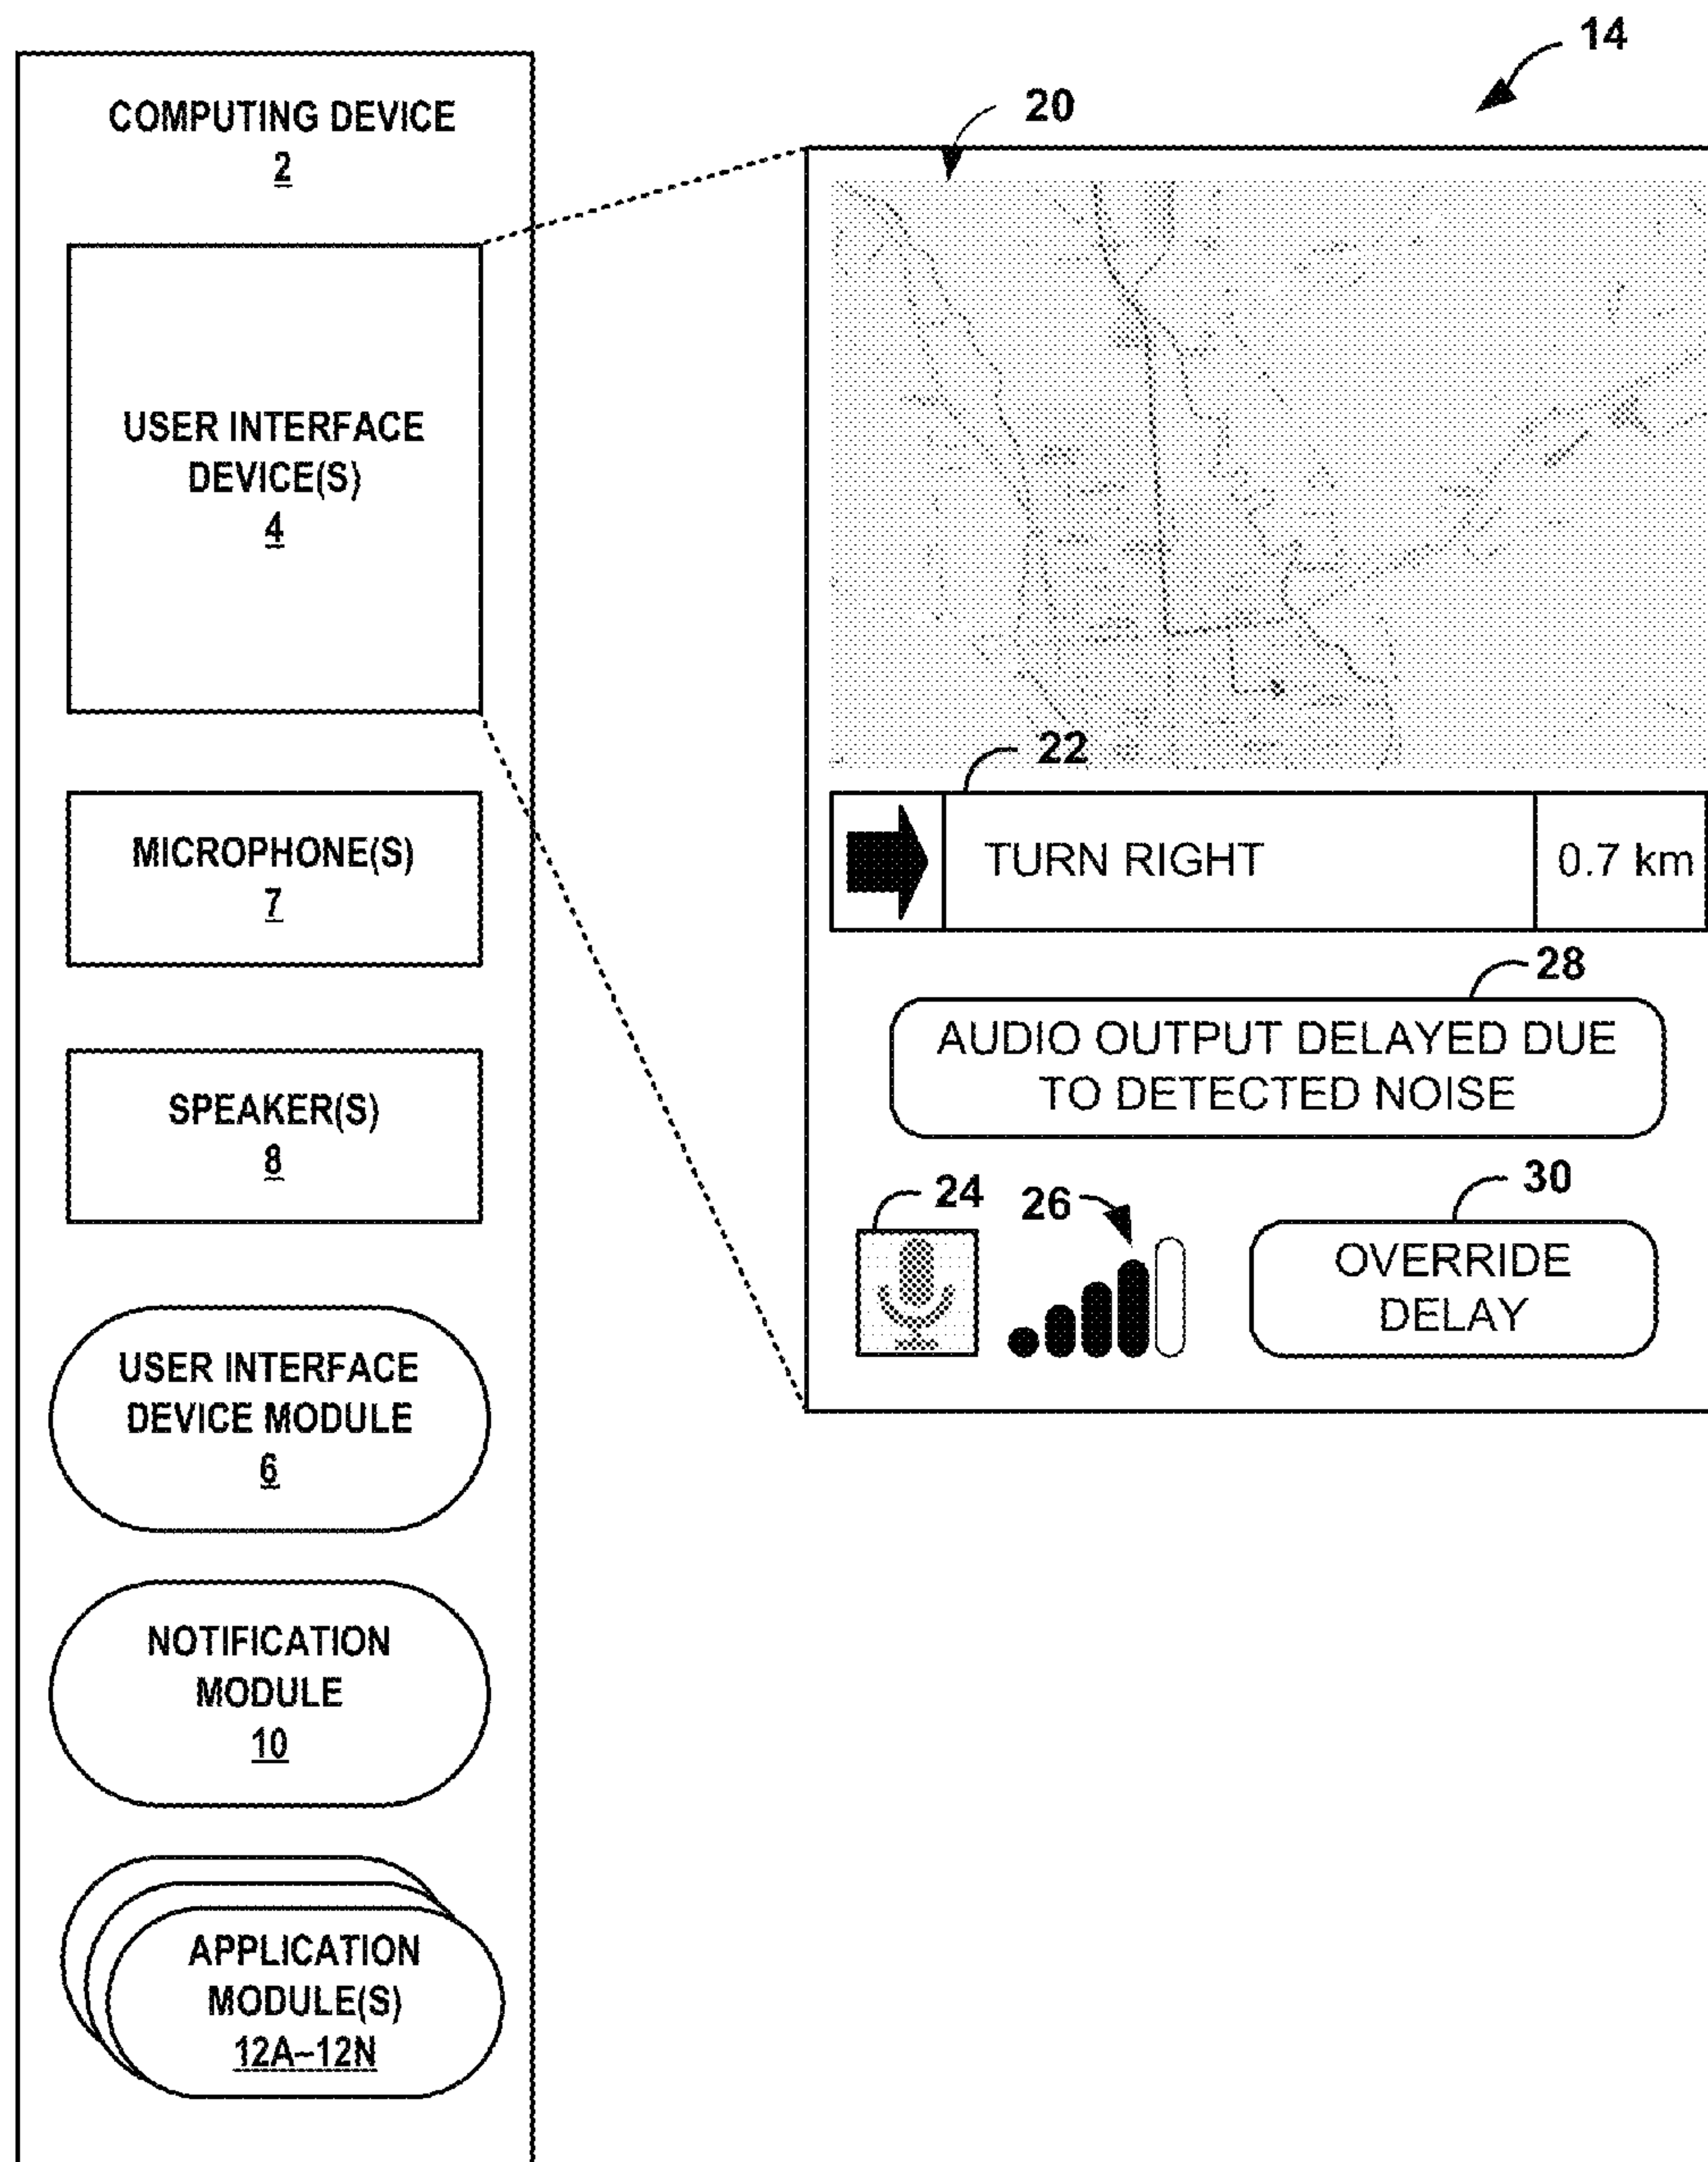 COMPUTING DEVICE
2
USER INTERFACE
DEVICE(S)
4
MICROPHONE(S)
7
SPEAKER(S)
8
USER INTERFACE
DEVICE MODULE
6
NOTIFICATION
MODULE
10
APPLICATION
MODULE(S)
12A–12N
14
20
22
TURN RIGHT
0.7 km
28
AUDIO OUTPUT DELAYED DUE
TO DETECTED NOISE
24
26
30
OVERRIDE
DELAY